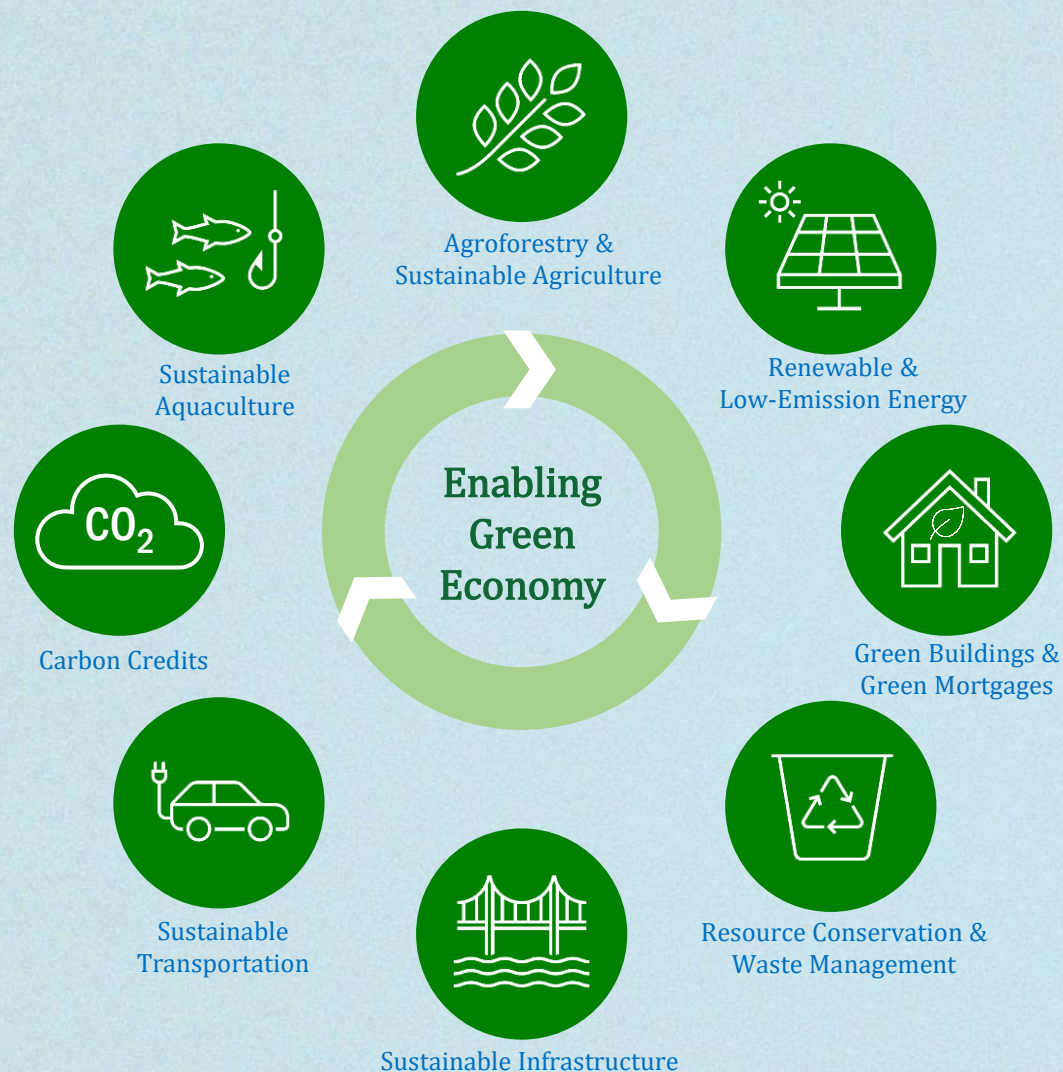 Agroforestry &
Sustainable Agriculture
Renewable &
Low-Emission Energy
Green Buildings &
Green Mortgages
Resource Conservation &
Waste Management
Sustainable Infrastructure
Sustainable
Transportation
CO₂
Carbon Credits
Sustainable
Aquaculture
Enabling
Green
Economy